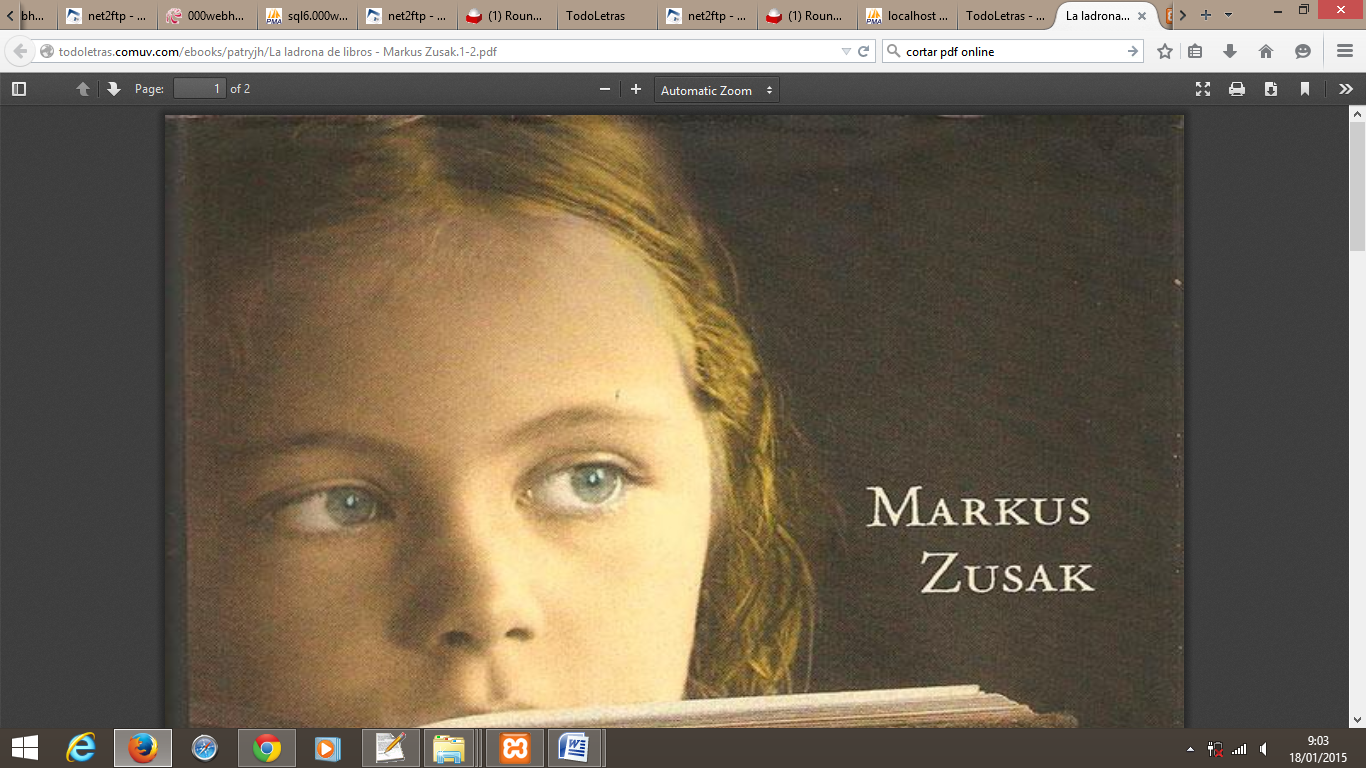 bh...
net2ftp - ...
000webh...
sql6.000w...
net2ftp - ...
(1) Roun...
TodoLetras
net2ftp - ...
(1) Roun...
localhost ...
TodoLetras - ...
La ladrona...
todoletras.comuv.com/ebooks/patryjh/La ladrona de libros - Markus Zusak.1-2.pdf
cortar pdf online
Page: 1 of 2
Automatic Zoom
MARKUS
ZUSAK
9:03
18/01/2015